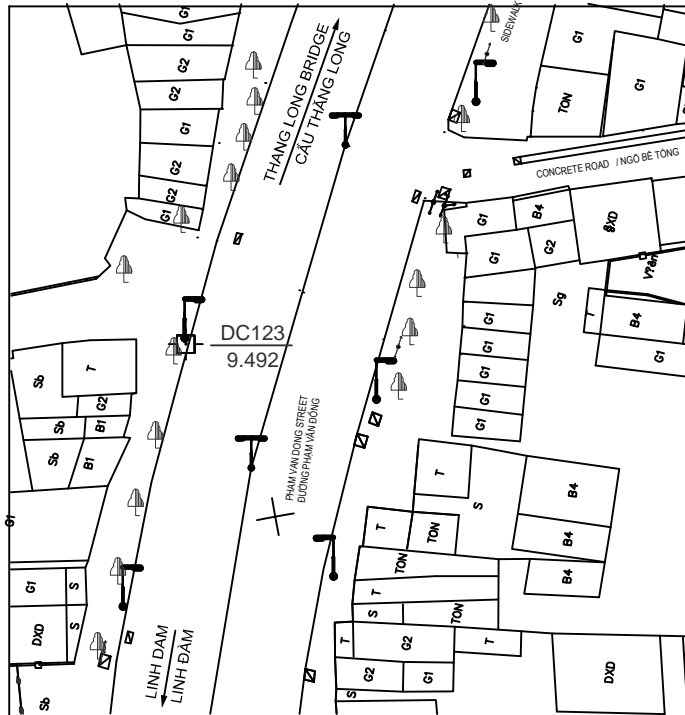 G1
G1
G2
G2
G1
G2
G2
G1
THANG LONG BRIDGE
CẦU THĂNG LONG
SIDEWALK
G1
G1
TON
CONCRETE ROAD / NGÕ BÊ TÔNG
G1
B4
G1
G2
Sg
T
B4
G1
G1
G1
G1
G1
G1
DC123
9.492
Sb
T
G2
Sb
B1
Sb
B1
G1
PHAM VAN DONG STREET
ĐƯỜNG PHẠM VĂN ĐỒNG
T
S
B4
T
TON
B4
TON
B4
T
S
TON
G1
S
DXD
S
Sb
LINH DAM
LINH ĐÀM
T
G2
T
G2
G1
S
DXD